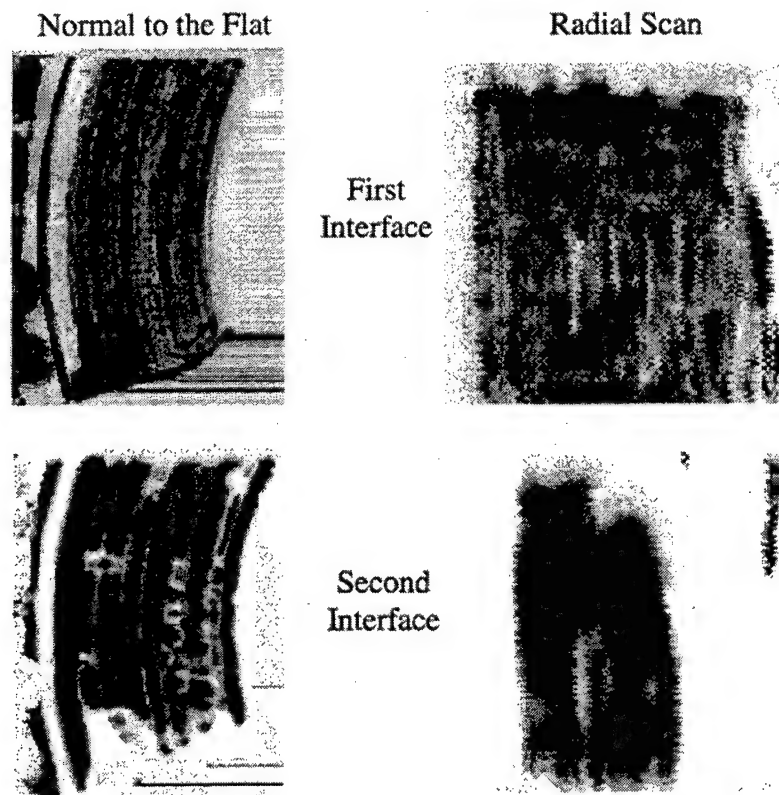 Normal to the Flat
Radial Scan
First
Interface
Second
Interface